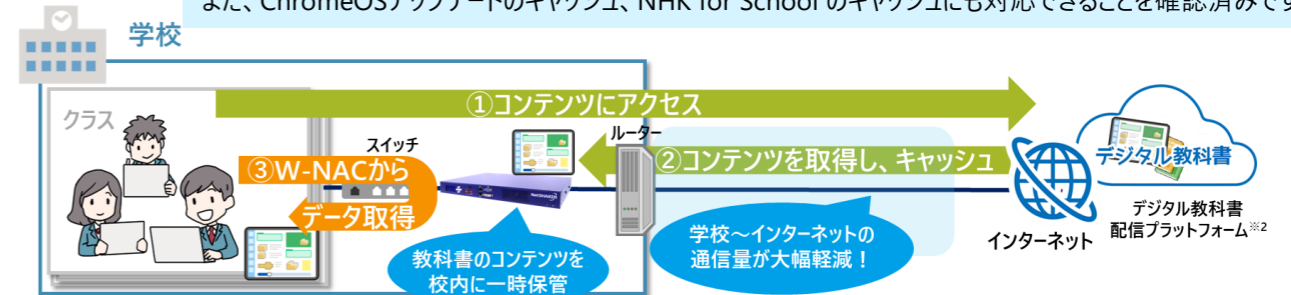 また、ChromeOSアップデートのキャッシュ、NHK for School のキャッシュにも対応できることを確認済みです
学校
①コンテンツにアクセス
クラス
スイッチ
ルーター
③W-NACから
データ取得
②コンテンツを取得し、キャッシュ
デジタル教科書
教科書のコンテンツを
校内に一時保管
学校～インターネットの
通信量が大幅軽減！
インターネット
デジタル教科書
配信プラットフォーム※2